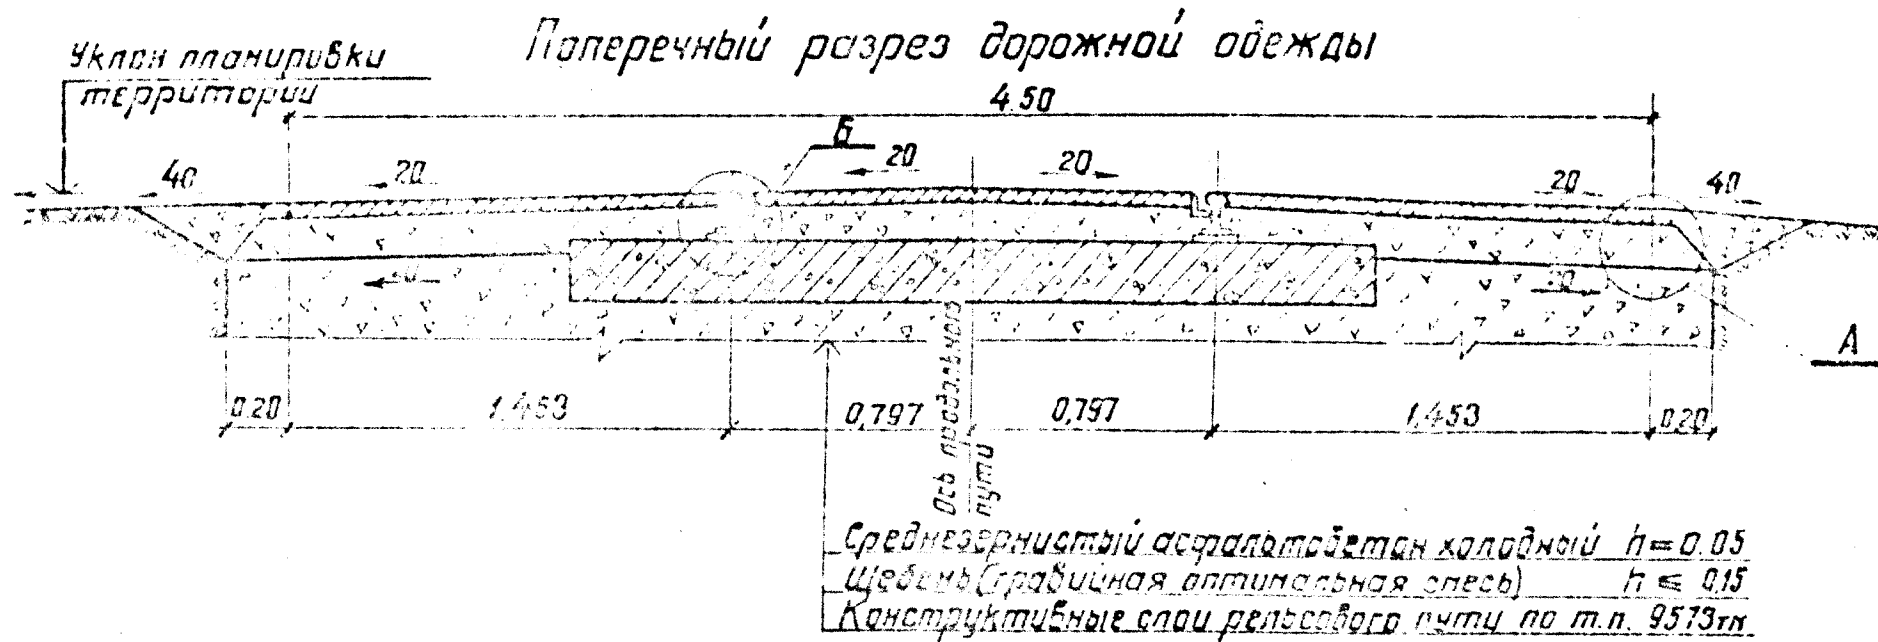 Поперечный разрез дорожной одежды
Уклон планировки
территории
4.50
Б
40
20
20
20
20
40
20
А
0.20
1,453
0,797
0,797
1,453
0,20
Ось продольного
пути
Среднезернистый асфальтобетон холодный h=0.05
Щебень (гравийная оптимальная смесь) h ≤ 0,15
Конструктивные слои рельсового пути по т.п. 9573тм